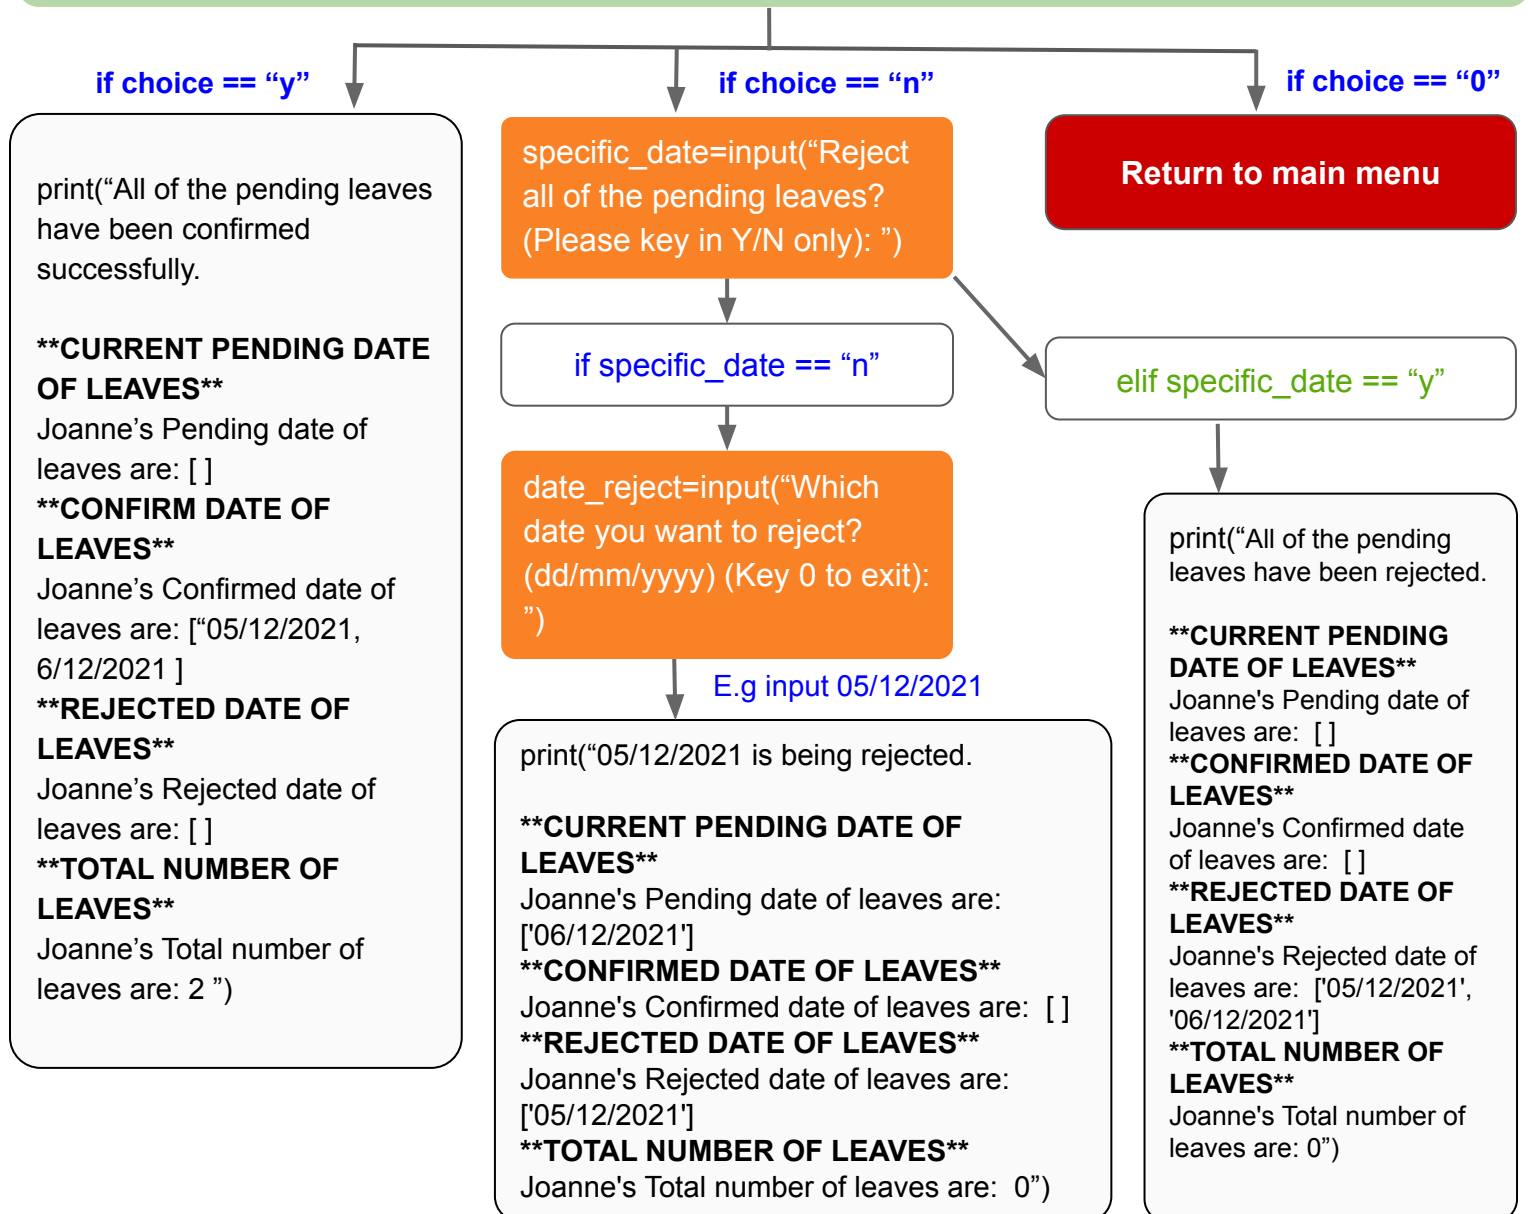 if choice == “y”
if choice == “n”
if choice == “0”
print(“All of the pending leaves
have been confirmed
successfully.
**CURRENT PENDING DATE
OF LEAVES**
Joanne’s Pending date of
leaves are: [ ]
**CONFIRM DATE OF
LEAVES**
Joanne’s Confirmed date of
leaves are: [“05/12/2021,
6/12/2021 ]
**REJECTED DATE OF
LEAVES**
Joanne’s Rejected date of
leaves are: [ ]
**TOTAL NUMBER OF
LEAVES**
Joanne’s Total number of
leaves are: 2 ”)
specific_date=input(“Reject
all of the pending leaves?
(Please key in Y/N only): ”)
Return to main menu
if specific_date == “n”
elif specific_date == “y”
date_reject=input(“Which
date you want to reject?
(dd/mm/yyyy) (Key 0 to exit):
”)
E.g input 05/12/2021
print(“05/12/2021 is being rejected.
**CURRENT PENDING DATE OF
LEAVES**
Joanne's Pending date of leaves are:
['06/12/2021']
**CONFIRMED DATE OF LEAVES**
Joanne's Confirmed date of leaves are:  [ ]
**REJECTED DATE OF LEAVES**
Joanne's Rejected date of leaves are:
['05/12/2021']
**TOTAL NUMBER OF LEAVES**
Joanne's Total number of leaves are:  0”)
print(“All of the pending
leaves have been rejected.
**CURRENT PENDING
DATE OF LEAVES**
Joanne's Pending date of
leaves are:  [ ]
**CONFIRMED DATE OF
LEAVES**
Joanne's Confirmed date
of leaves are:  [ ]
**REJECTED DATE OF
LEAVES**
Joanne's Rejected date of
leaves are:  ['05/12/2021',
'06/12/2021']
**TOTAL NUMBER OF
LEAVES**
Joanne's Total number of
leaves are: 0”)